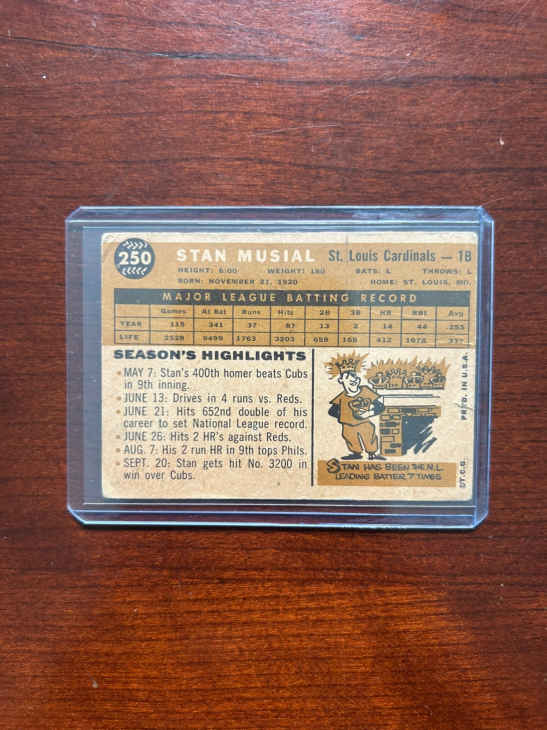 250 STAN MUSIAL St. Louis Cardinals — 1B
HEIGHT: 6:00 WEIGHT: 180 BATS: L THROWS: L
BORN: NOVEMBER 21, 1920 HOME: ST. LOUIS, MO.
MAJOR LEAGUE BATTING RECORD
Games At Bat Runs Hits 2B 3B HR RBI Avg
YEAR 115 341 37 87 13 2 14 44 .255
LIFE 2529 9499 1763 3203 659 412
SEASON'S HIGHLIGHTS
• MAY 7: Stan's 400th homer beats Cubs
in 9th inning.
• JUNE 13: Drives in 4 runs vs. Reds.
• JUNE 21: Hits 652nd double of his
career to set National League record.
• JUNE 26: Hits 2 HR's against Reds.
• AUG. 7: His 2 run HR in 9th tops Phils.
• SEPT. 20: Stan gets hit No. 3200 in
win over Cubs.
STAN HAS BEEN THE N.L.
LEADING BATTER 7 TIMES
©T.C.G. PRTD. IN U.S.A.